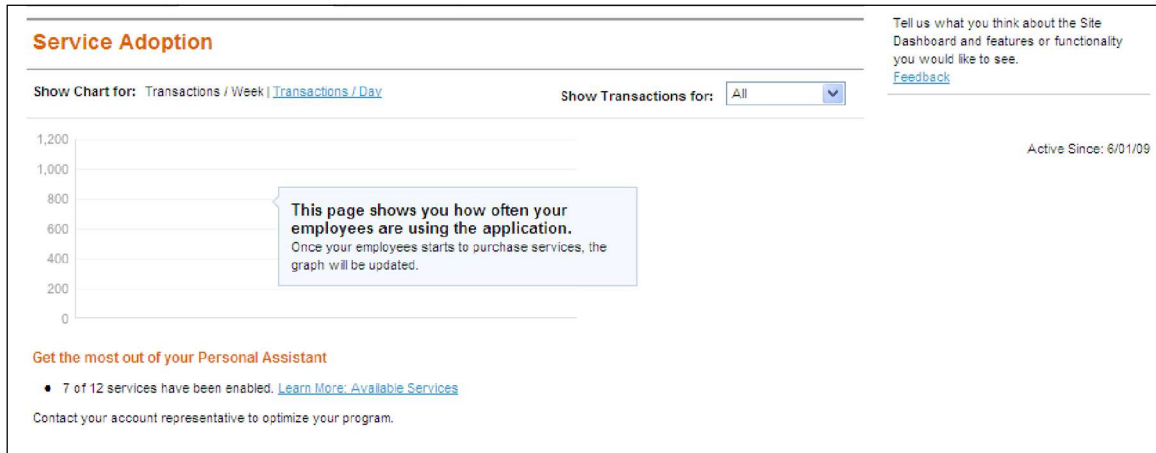 Service Adoption
Show Chart for: Transactions / Week | Transactions / Day
Show Transactions for: All
1,200
1,000
800
600
400
200
0
This page shows you how often your
employees are using the application.
Once your employees starts to purchase services, the
graph will be updated.
Get the most out of your Personal Assistant
• 7 of 12 services have been enabled. Learn More: Available Services
Contact your account representative to optimize your program.
Tell us what you think about the Site
Dashboard and features or functionality
you would like to see.
Feedback
Active Since: 6/01/09